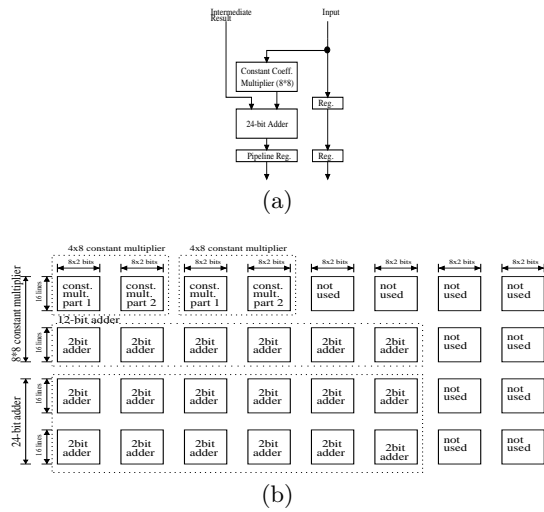 Intermediate
Result
Input
Constant Coeff.
Multiplier (8*8)
Reg.
24-bit Adder
Pipeline Reg.
Reg.
(a)
4x8 constant multiplier
4x8 constant multiplier
8x2 bits
8x2 bits
8x2 bits
8x2 bits
8x2 bits
8x2 bits
8x2 bits
8x2 bits
8*8 constant multiplier
16 lines
const.
mult.
part 1
const.
mult.
part 2
const.
mult.
part 1
const.
mult.
part 2
not
used
not
used
not
used
not
used
12-bit adder
16 lines
2bit
adder
2bit
adder
2bit
adder
2bit
adder
2bit
adder
2bit
adder
not
used
not
used
24-bit adder
16 lines
2bit
adder
2bit
adder
2bit
adder
2bit
adder
2bit
adder
2bit
adder
not
used
not
used
16 lines
2bit
adder
2bit
adder
2bit
adder
2bit
adder
2bit
adder
2bit
adder
not
used
not
used
(b)